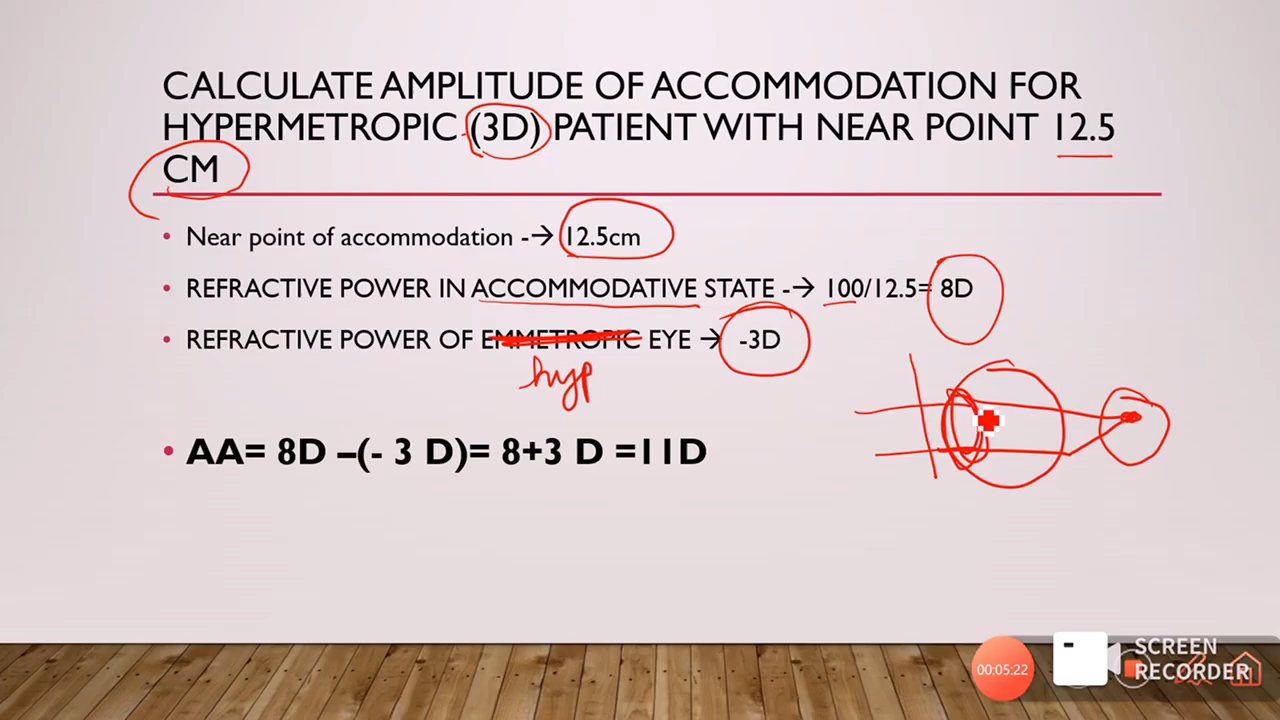 CALCULATE AMPLITUDE OF ACCOMMODATION FOR
HYPERMETROPIC (3D) PATIENT WITH NEAR POINT 12.5
CM
• Near point of accommodation -→ 12.5cm
• REFRACTIVE POWER IN ACCOMMODATIVE STATE -→ 100/12.5= 8D
• REFRACTIVE POWER OF EMMETROPIC EYE → -3D
hyp
• AA= 8D –(- 3 D)= 8+3 D =11D
00:05:22
SCREEN
RECORDER